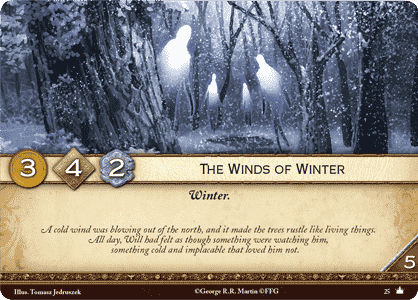 3 4 2 THE WINDS OF WINTER
Winter.
A cold wind was blowing out of the north, and it made the trees rustle like living things.
All day, Will had felt as though something were watching him,
something cold and implacable that loved him not.
5
Illus. Tomasz Jedruszek ©George R.R. Martin ©FFG 25